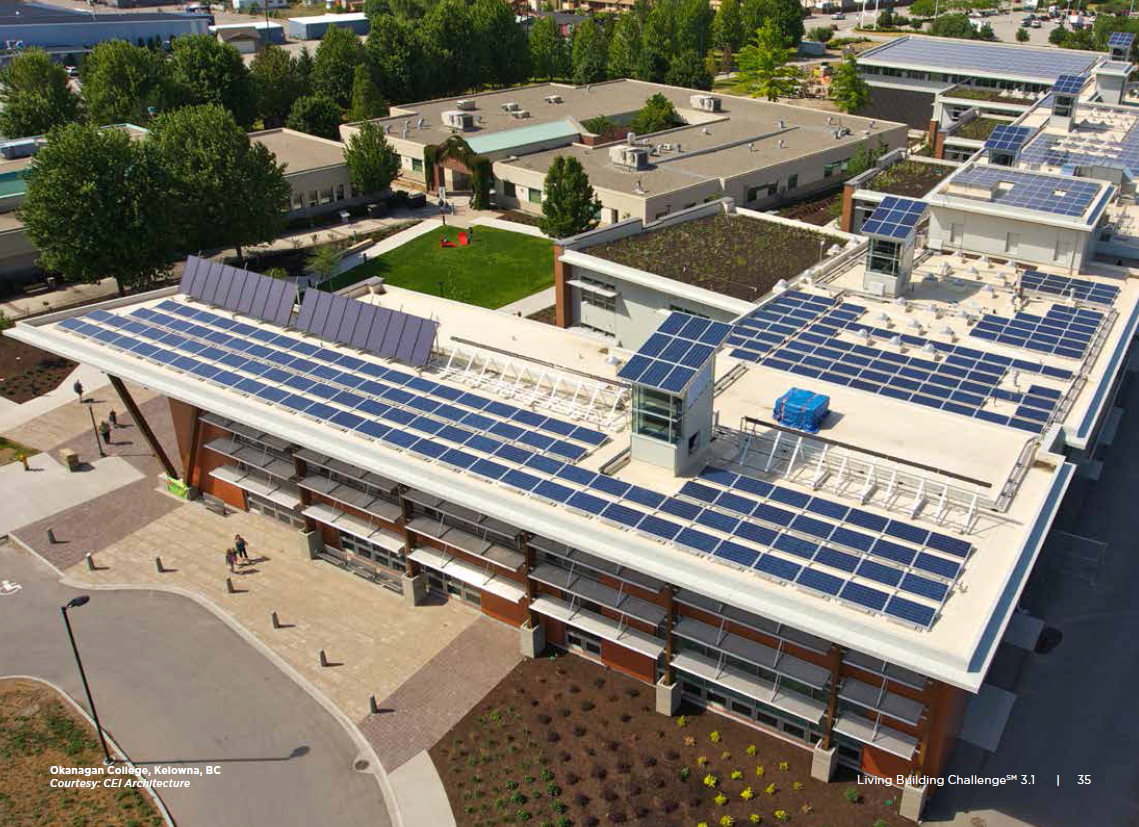 Okanagan College, Kelowna, BC
Courtesy: CEI Architecture
Living Building Challenge℠ 3.1 | 35